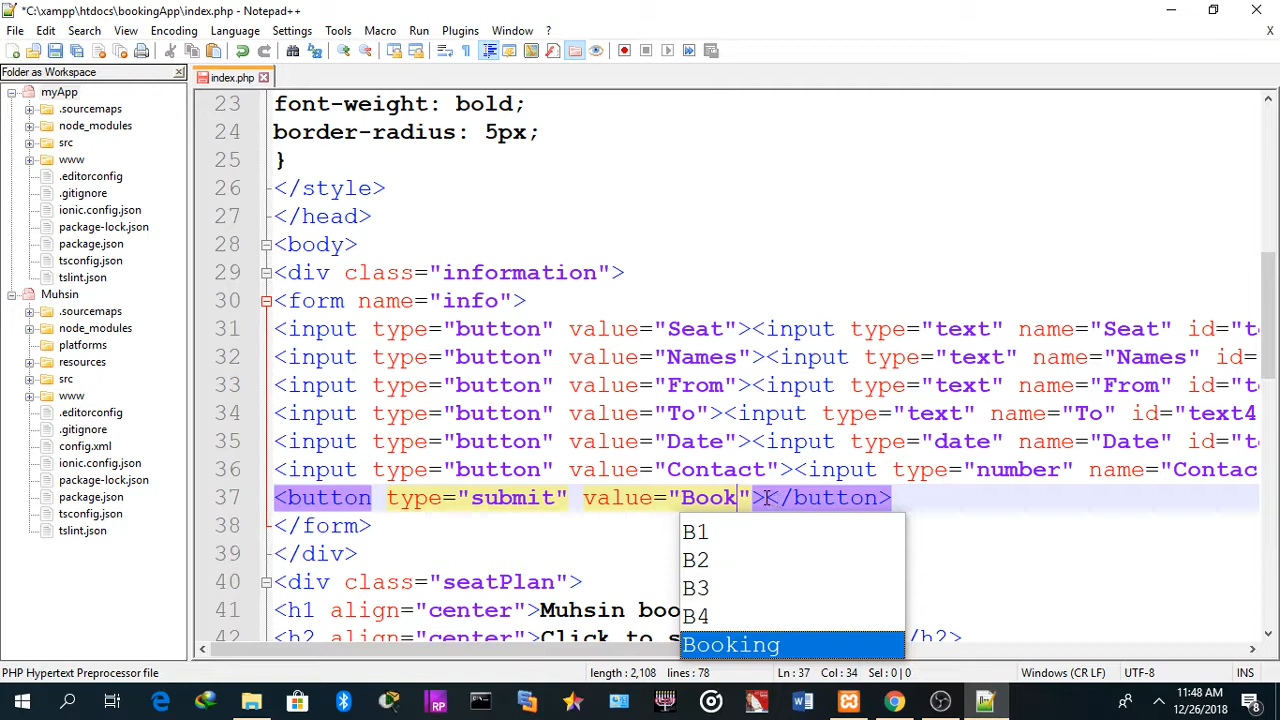 *C:\xampp\htdocs\bookingApp\index.php - Notepad++
File Edit Search View Encoding Language Settings Tools Macro Run Plugins Window ? X
Folder as Workspace
index.php
myApp
.sourcemaps
node_modules
src
www
.editorconfig
.gitignore
ionic.config.json
package-lock.json
package.json
tsconfig.json
tslint.json
Muhsin
.sourcemaps
node_modules
platforms
resources
src
www
.editorconfig
.gitignore
config.xml
ionic.config.json
package-lock.json
package.json
tsconfig.json
tslint.json
23 font-weight: bold;
24 border-radius: 5px;
25 }
26 </style>
27 </head>
28 <body>
29 <div class="information">
30 <form name="info">
31 <input type="button" value="Seat"><input type="text" name="Seat" id="te
32 <input type="button" value="Names"><input type="text" name="Names" id=
33 <input type="button" value="From"><input type="text" name="From" id="te
34 <input type="button" value="To"><input type="text" name="To" id="text4
35 <input type="button" value="Date"><input type="date" name="Date" id="te
36 <input type="button" value="Contact"><input type="number" name="Contac
37 <button type="submit" value="Book"></button>
38 </form>
39 </div>
40 <div class="seatPlan">
41 <h1 align="center">Muhsin boo
42 <h2 align="center">Click to s /h2>
B1
B2
B3
B4
Booking
PHP Hypertext Preprocessor file length : 2,108 lines : 78 Ln : 37 Col : 34 Sel : 0 | 0 Windows (CR LF) UTF-8 INS
11:48 AM
12/26/2018